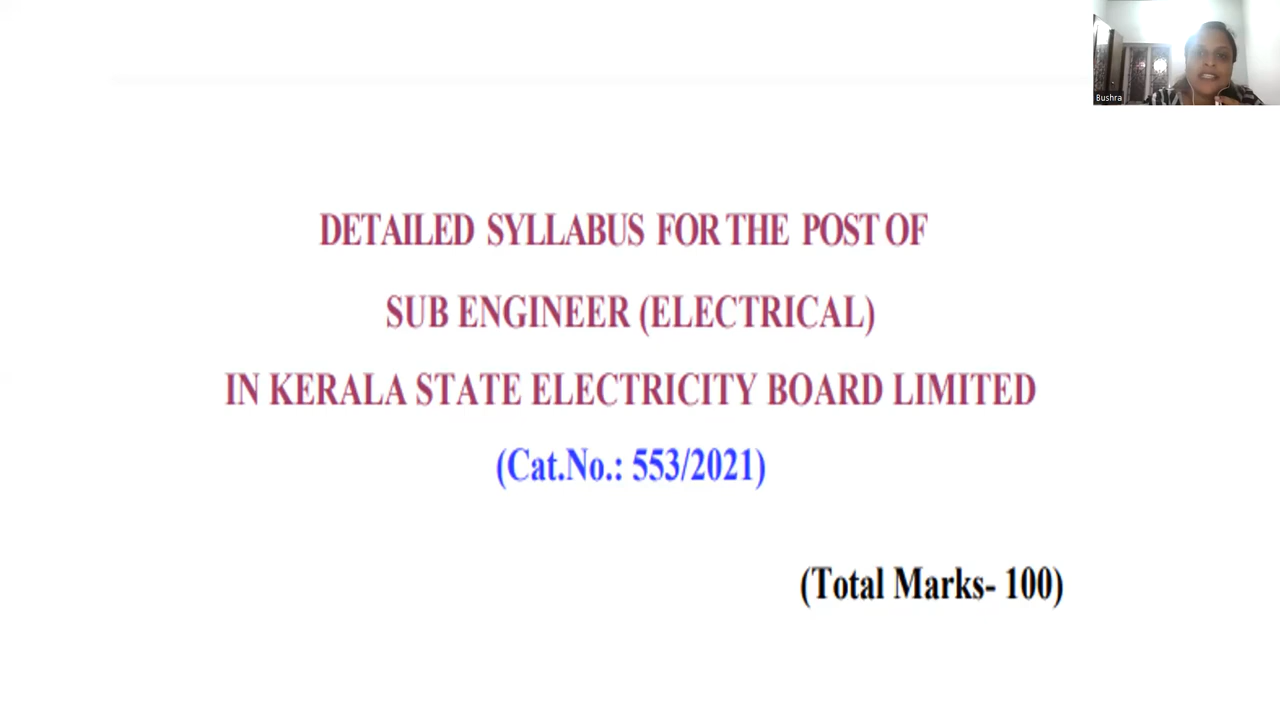 Bushra
DETAILED SYLLABUS FOR THE POST OF
SUB ENGINEER (ELECTRICAL)
IN KERALA STATE ELECTRICITY BOARD LIMITED
(Cat.No.: 553/2021)
(Total Marks- 100)